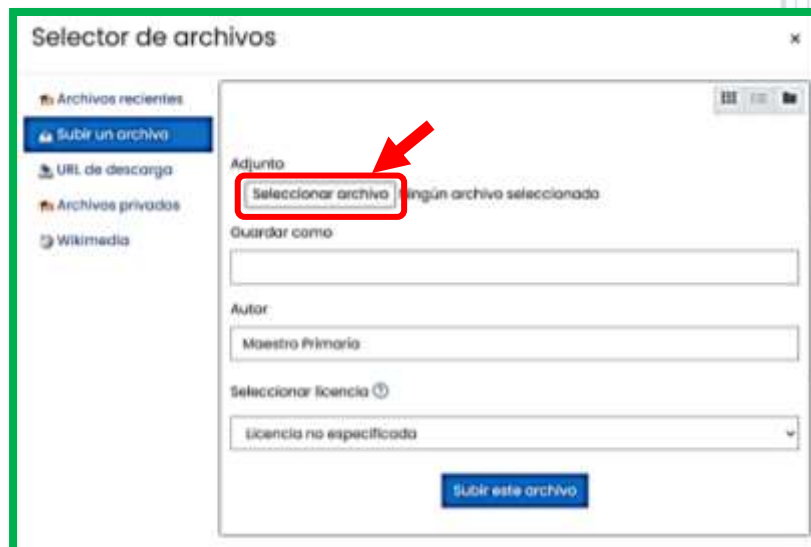 Selector de archivos
×
Archivos recientes
Subir un archivo
URL de descarga
Archivos privados
Wikimedia
Adjunto
Seleccionar archivo Ningún archivo seleccionado
Guardar como
Autor
Maestro Primaria
Seleccionar licencia ?
Licencia no especificada
Subir este archivo